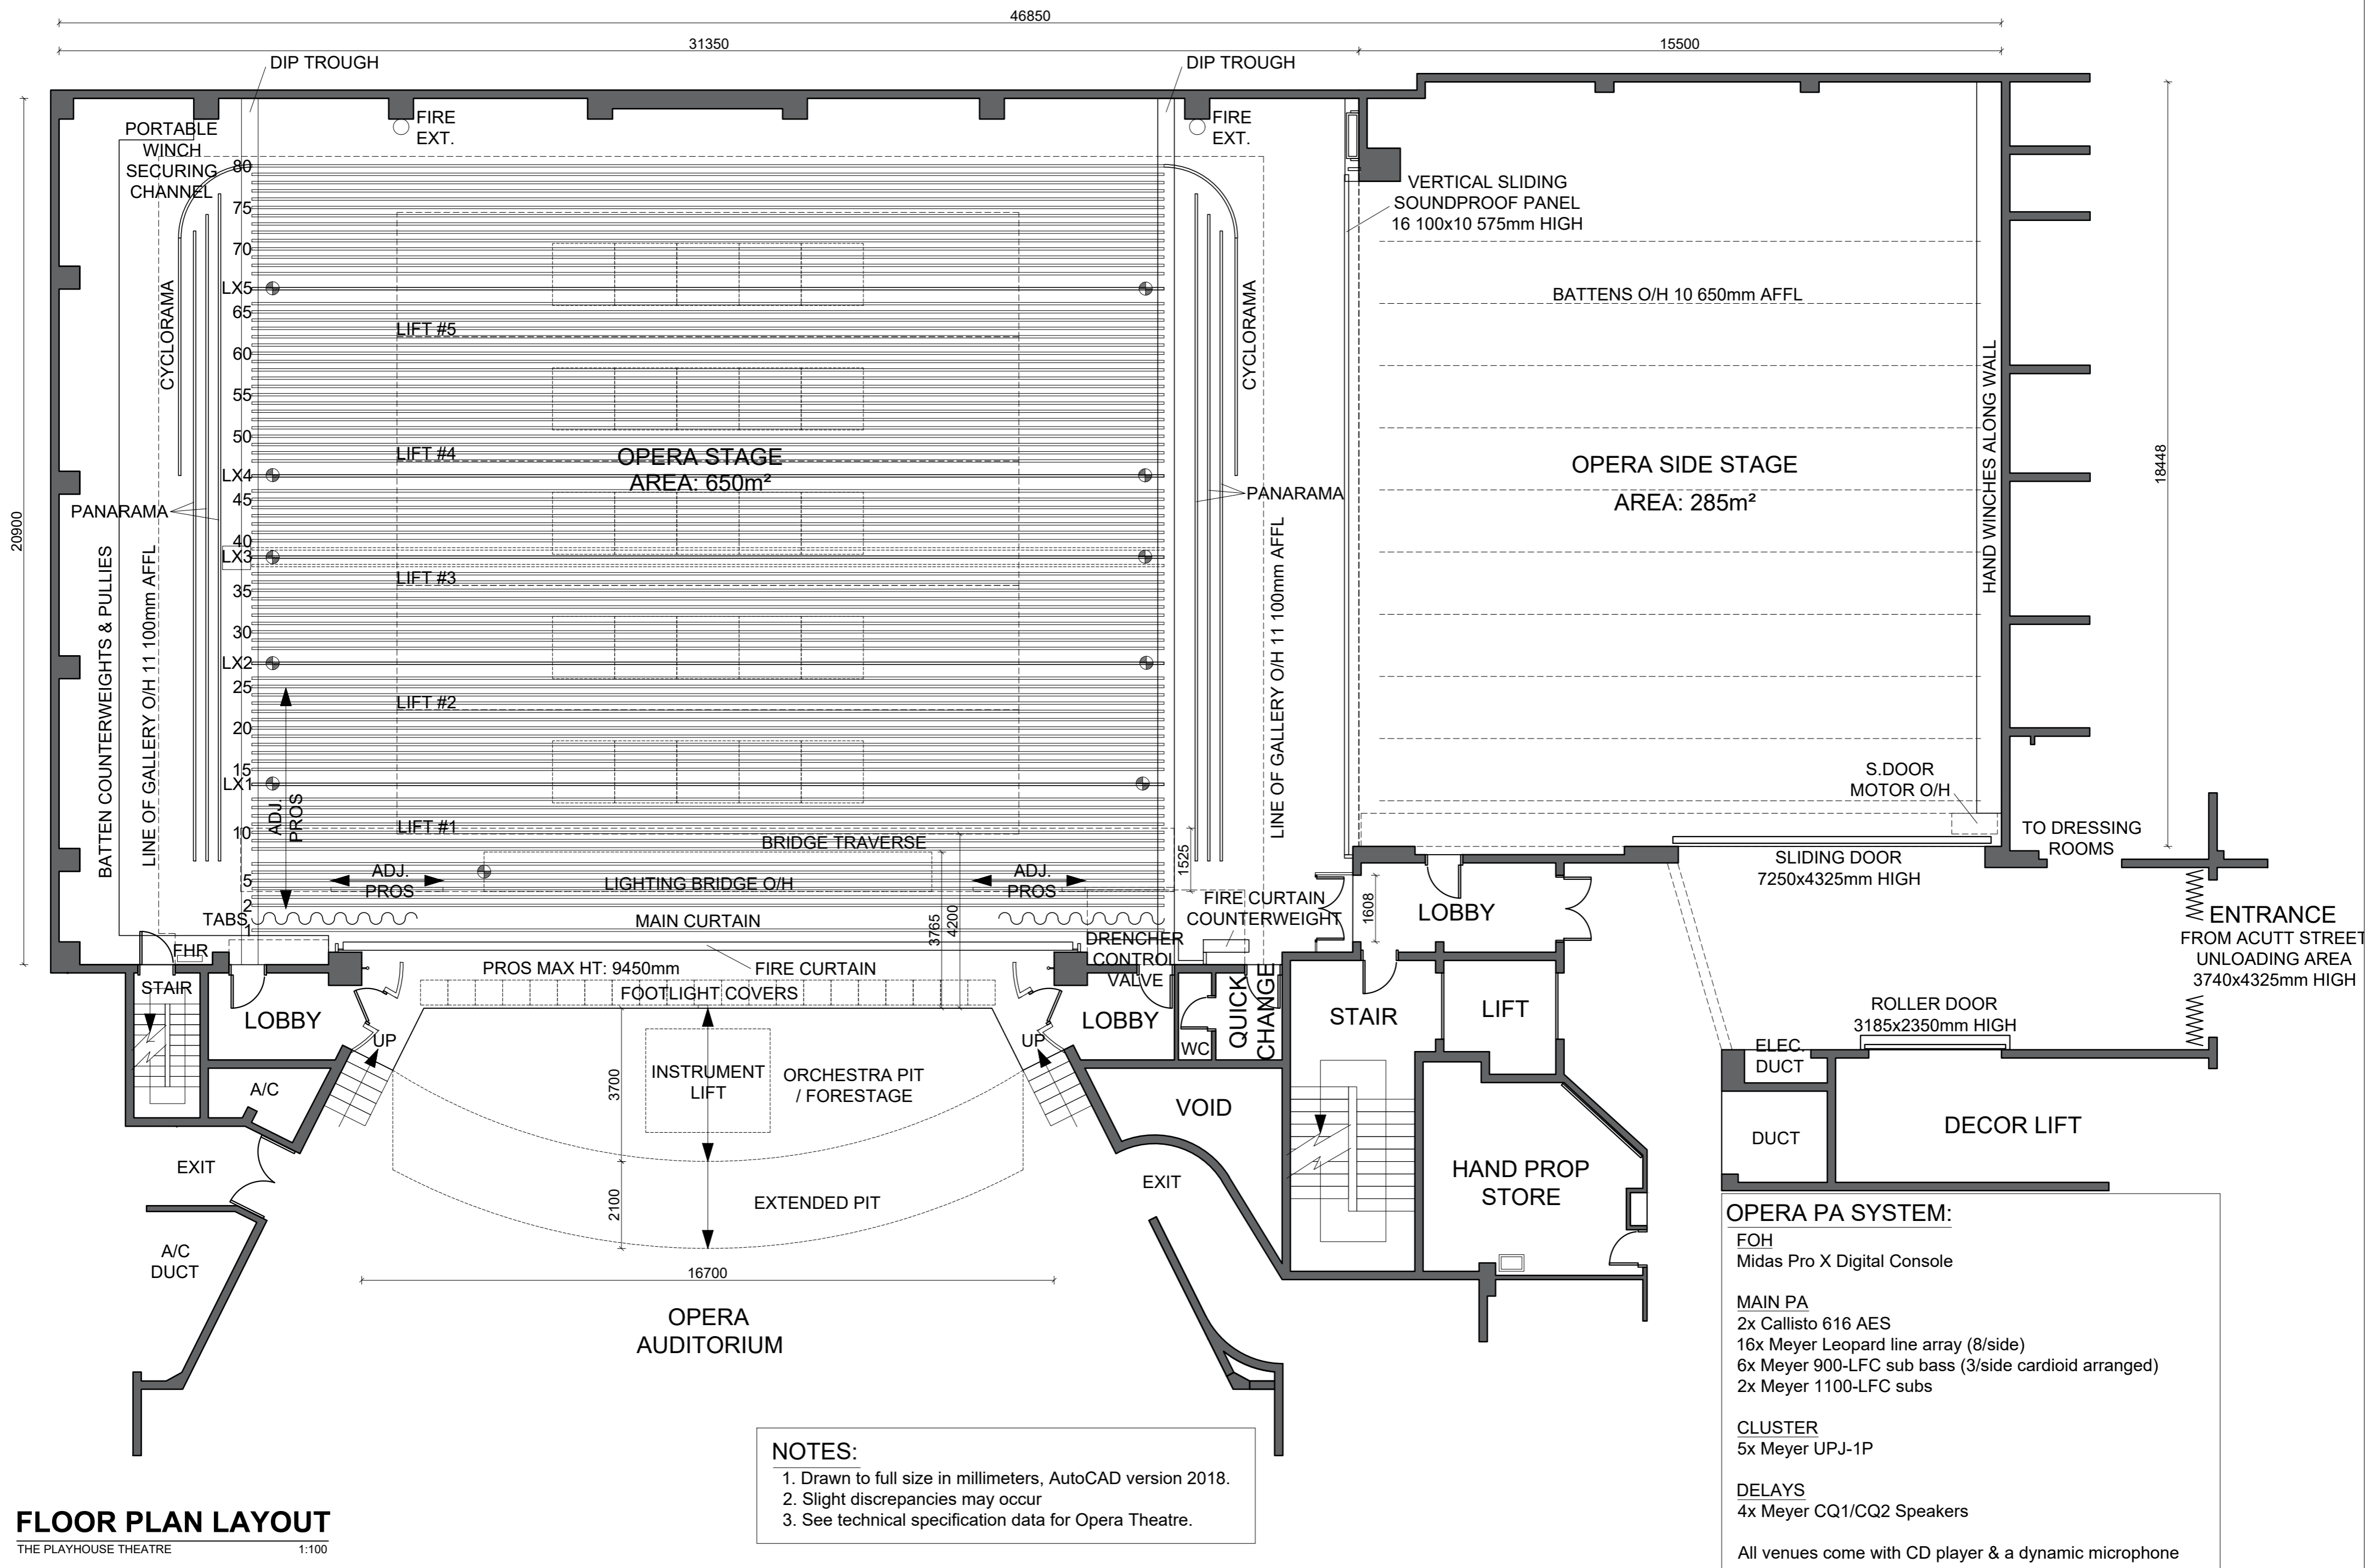 46850
31350
15500
DIP TROUGH
DIP TROUGH
FIRE
EXT.
FIRE
EXT.
PORTABLE
WINCH
SECURING
CHANNEL
80
75
70
LX5
65
60
55
50
LX4
45
40
LX3
35
30
LX2
25
20
15
LX1
10
5
2
1
20900
CYCLORAMA
PANARAMA
BATTEN COUNTERWEIGHTS & PULLIES
LINE OF GALLERY O/H 11 100mm AFFL
LIFT #5
LIFT #4
OPERA STAGE
AREA: 650m²
LIFT #3
LIFT #2
LIFT #1
ADJ.
PROS
BRIDGE TRAVERSE
ADJ.
PROS
LIGHTING BRIDGE O/H
ADJ.
PROS
TABS
MAIN CURTAIN
FHR
PROS MAX HT: 9450mm
FIRE CURTAIN
FOOTLIGHT COVERS
3765
4200
1525
CYCLORAMA
PANARAMA
LINE OF GALLERY O/H 11 100mm AFFL
VERTICAL SLIDING
SOUNDPROOF PANEL
16 100x10 575mm HIGH
BATTENS O/H 10 650mm AFFL
OPERA SIDE STAGE
AREA: 285m²
HAND WINCHES ALONG WALL
18448
S.DOOR
MOTOR O/H
TO DRESSING
ROOMS
SLIDING DOOR
7250x4325mm HIGH
FIRE CURTAIN
COUNTERWEIGHT
DRENCHER
CONTROL
VALVE
1608
LOBBY
ENTRANCE
FROM ACUTT STREET
UNLOADING AREA
3740x4325mm HIGH
STAIR
LOBBY
UP
UP
LOBBY
WC
QUICK
CHANGE
STAIR
LIFT
ROLLER DOOR
3185x2350mm HIGH
ELEC.
DUCT
A/C
3700
INSTRUMENT
LIFT
ORCHESTRA PIT
/ FORESTAGE
VOID
DUCT
DECOR LIFT
EXIT
EXIT
HAND PROP
STORE
2100
EXTENDED PIT
A/C
DUCT
16700
OPERA
AUDITORIUM
OPERA PA SYSTEM:
FOH
Midas Pro X Digital Console
MAIN PA
2x Callisto 616 AES
16x Meyer Leopard line array (8/side)
6x Meyer 900-LFC sub bass (3/side cardioid arranged)
2x Meyer 1100-LFC subs
CLUSTER
5x Meyer UPJ-1P
DELAYS
4x Meyer CQ1/CQ2 Speakers
All venues come with CD player & a dynamic microphone
NOTES:
1. Drawn to full size in millimeters, AutoCAD version 2018.
2. Slight discrepancies may occur
3. See technical specification data for Opera Theatre.
FLOOR PLAN LAYOUT
THE PLAYHOUSE THEATRE 1:100